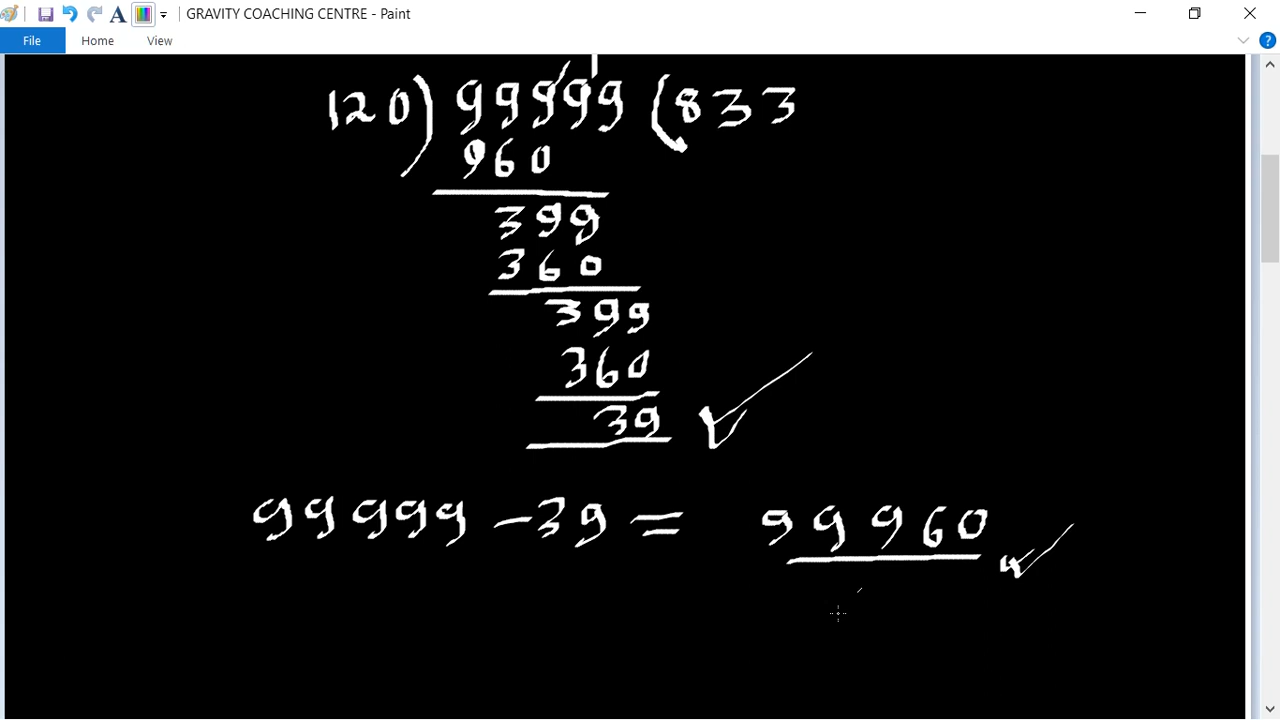 GRAVITY COACHING CENTRE - Paint
File Home View
120) 99999 (833
960
399
360
399
360
39
99999 - 39 = 99960